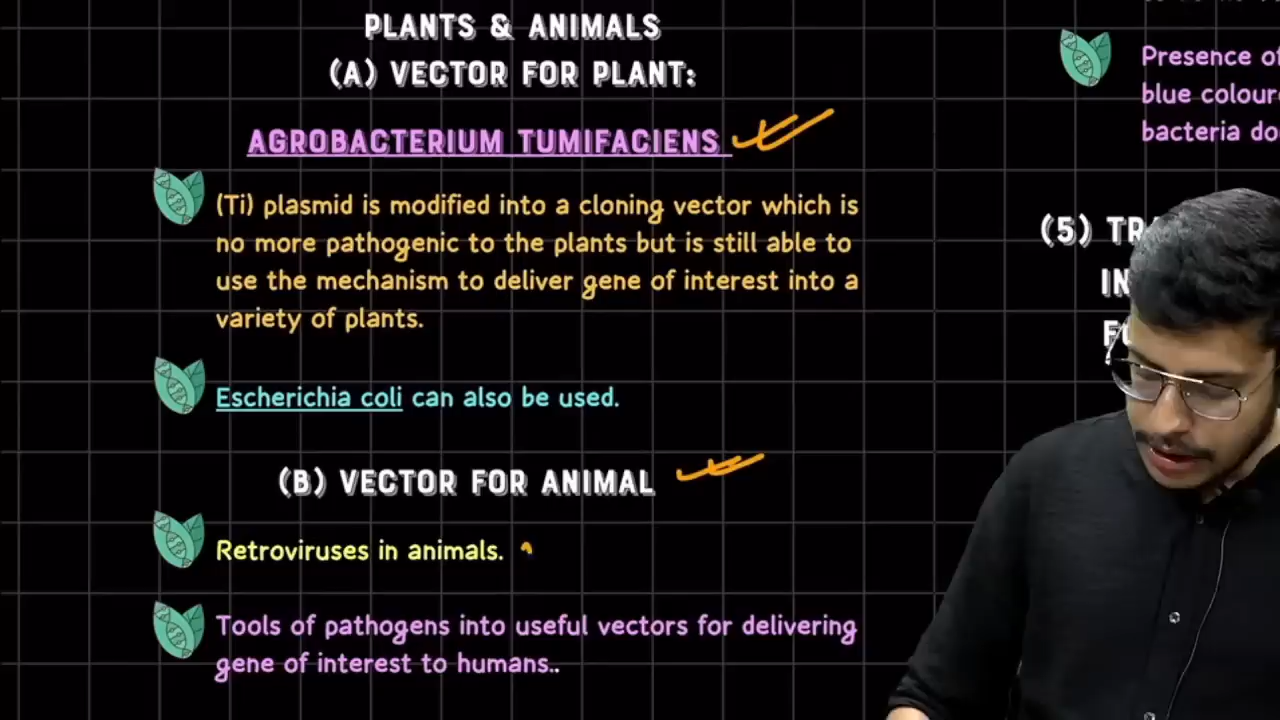 PLANTS & ANIMALS
(A) VECTOR FOR PLANT:
AGROBACTERIUM TUMIFACIENS
(Ti) plasmid is modified into a cloning vector which is
no more pathogenic to the plants but is still able to
use the mechanism to deliver gene of interest into a
variety of plants.
Escherichia coli can also be used.
(B) VECTOR FOR ANIMAL
Retroviruses in animals.
Tools of pathogens into useful vectors for delivering
gene of interest to humans..
Presence of
blue colour
bacteria do
(5) TR
IN